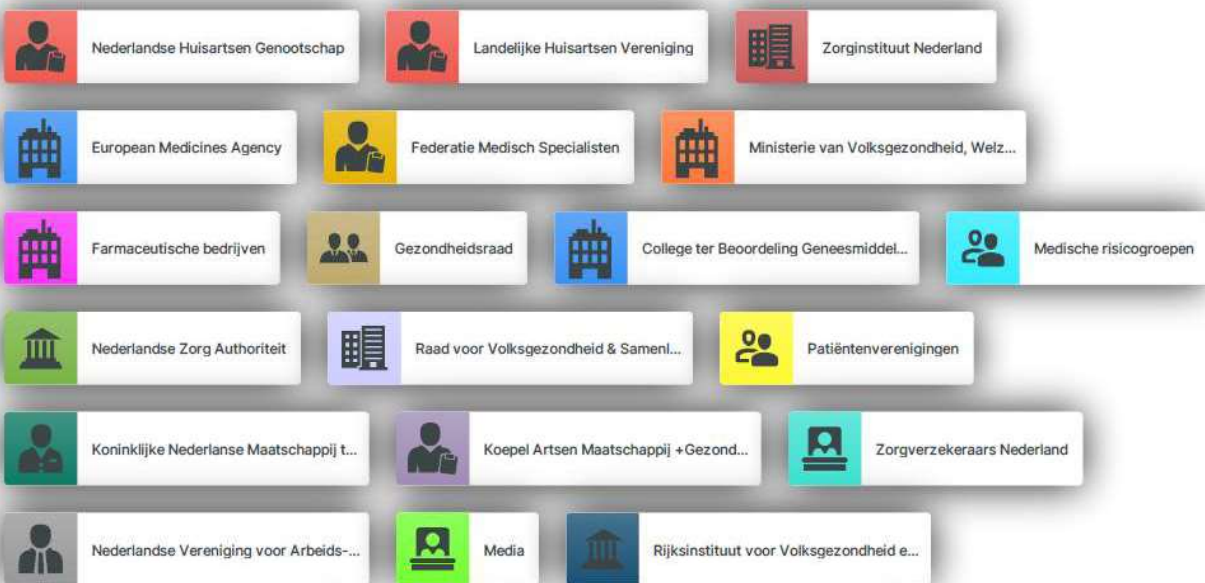 Nederlandse Huisartsen Genootschap
Landelijke Huisartsen Vereniging
Zorginstituut Nederland
European Medicines Agency
Federatie Medisch Specialisten
Ministerie van Volksgezondheid, Welz...
Farmaceutische bedrijven
Gezondheidsraad
College ter Beoordeling Geneesmiddel...
Medische risicogroepen
Nederlandse Zorg Authoriteit
Raad voor Volksgezondheid & Samenl...
Patiëntenverenigingen
Koninklijke Nederlanse Maatschappij t...
Koepel Artsen Maatschappij +Gezond...
Zorgverzekeraars Nederland
Nederlandse Vereniging voor Arbeids-...
Media
Rijksinstituut voor Volksgezondheid e...